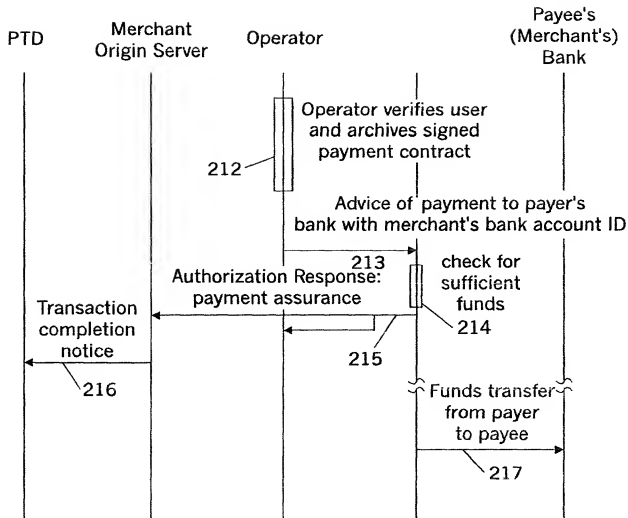 PTD
Merchant
Origin Server
Operator
Payee's
(Merchant's)
Bank
Operator verifies user
and archives signed
payment contract
212
Advice of payment to payer's
bank with merchant's bank account ID
213
check for
sufficient
funds
214
Authorization Response:
payment assurance
215
Transaction
completion
notice
216
Funds transfer
from payer
to payee
217